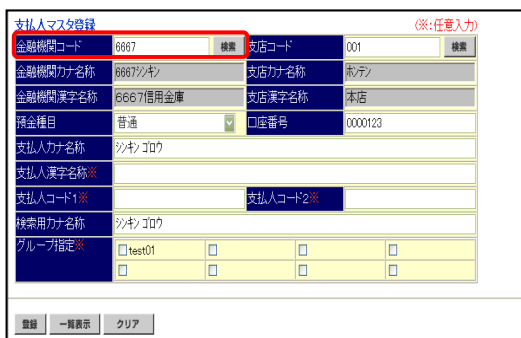 支払人マスタ登録 (※:任意入力)
金融機関コード 6667 検索 支店コード 001 検索
金融機関カナ名称 6667シンキン 支店カナ名称 ホンテン
金融機関漢字名称 6667信用金庫 支店漢字名称 本店
預金種目 普通 口座番号 0000123
支払人カナ名称 シンキン ゴロウ
支払人漢字名称※
支払人コード1※ 支払人コード2※
検索用カナ名称 シンキン ゴロウ
グループ指定※ test01
登録 一覧表示 クリア